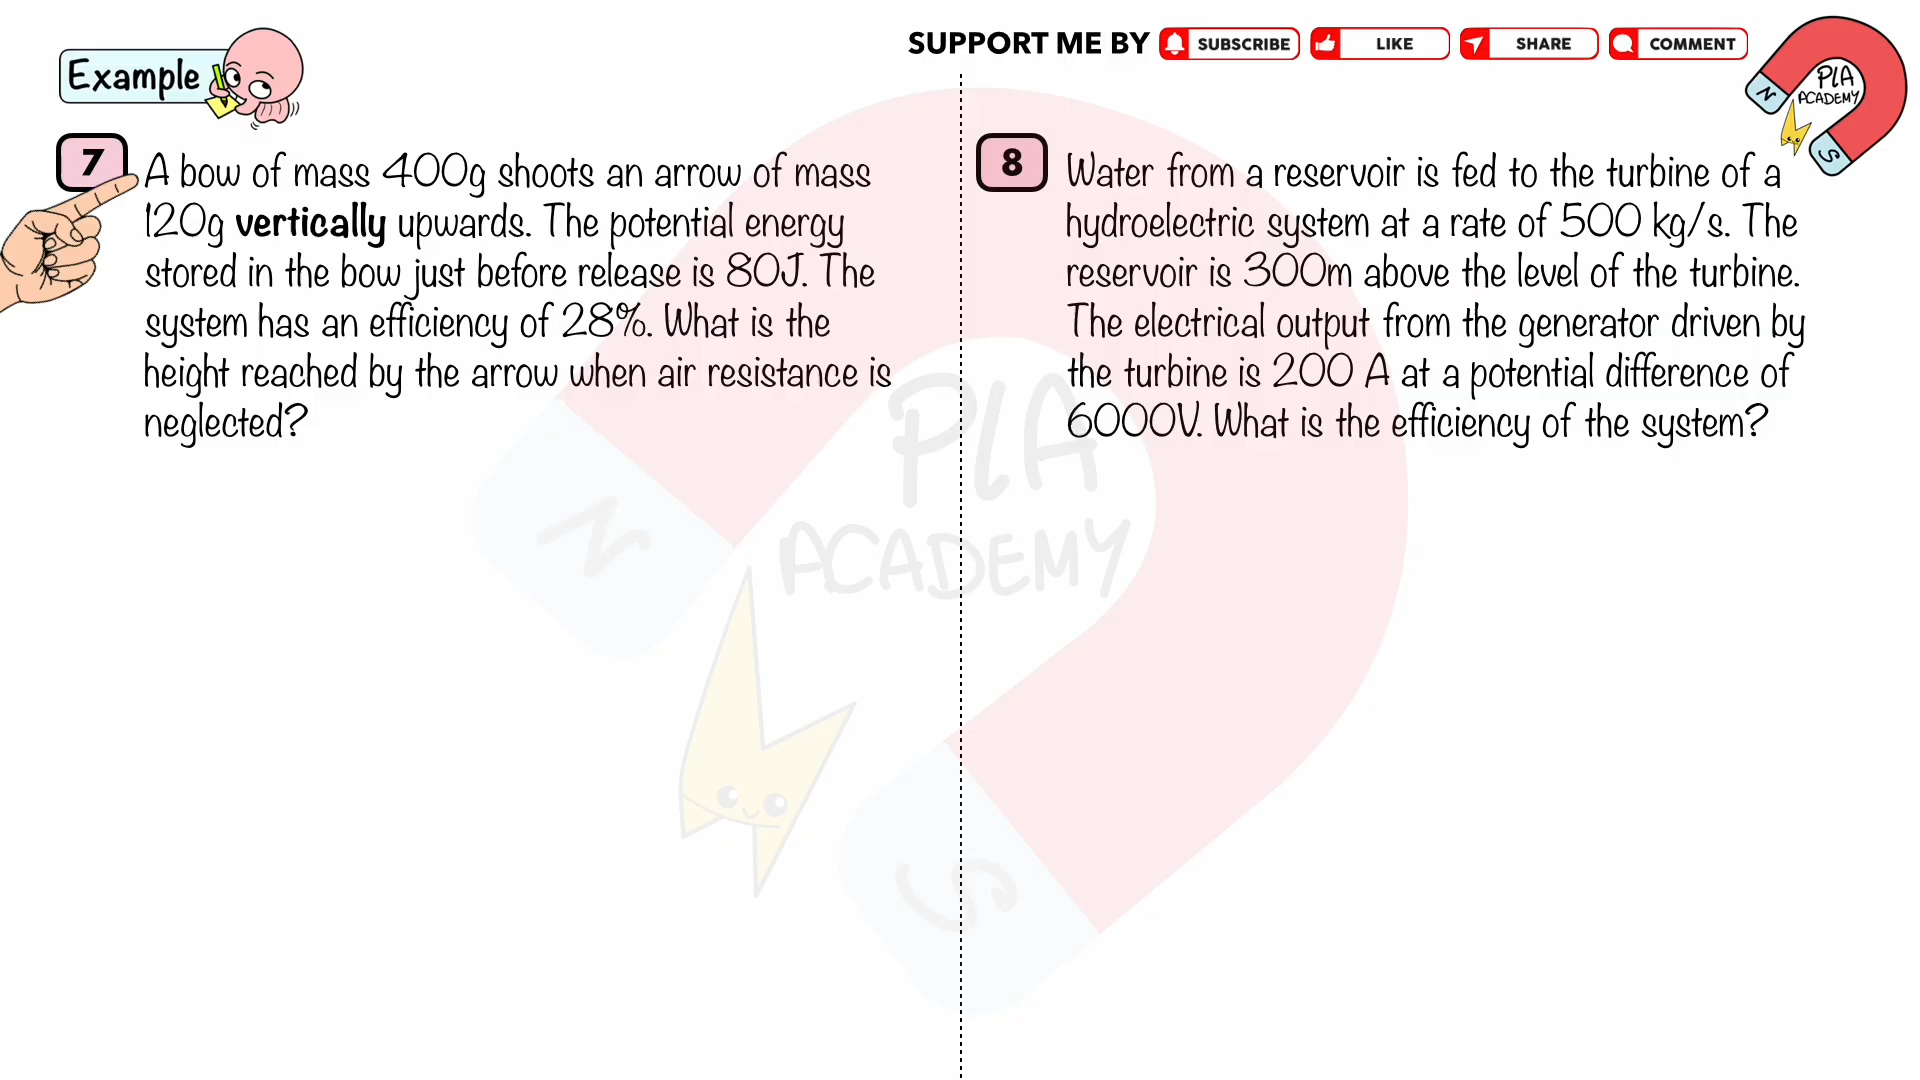 SUPPORT ME BY
SUBSCRIBE
LIKE
SHARE
COMMENT
N
PLA
ACADEMY
S
Example
7
A bow of mass 400g shoots an arrow of mass
120g vertically upwards. The potential energy
stored in the bow just before release is 80J. The
system has an efficiency of 28%. What is the
height reached by the arrow when air resistance is
neglected?
8
Water from a reservoir is fed to the turbine of a
hydroelectric system at a rate of 500 kg/s. The
reservoir is 300m above the level of the turbine.
The electrical output from the generator driven by
the turbine is 200 A at a potential difference of
6000V. What is the efficiency of the system?
PLA
ACADEMY
N
S